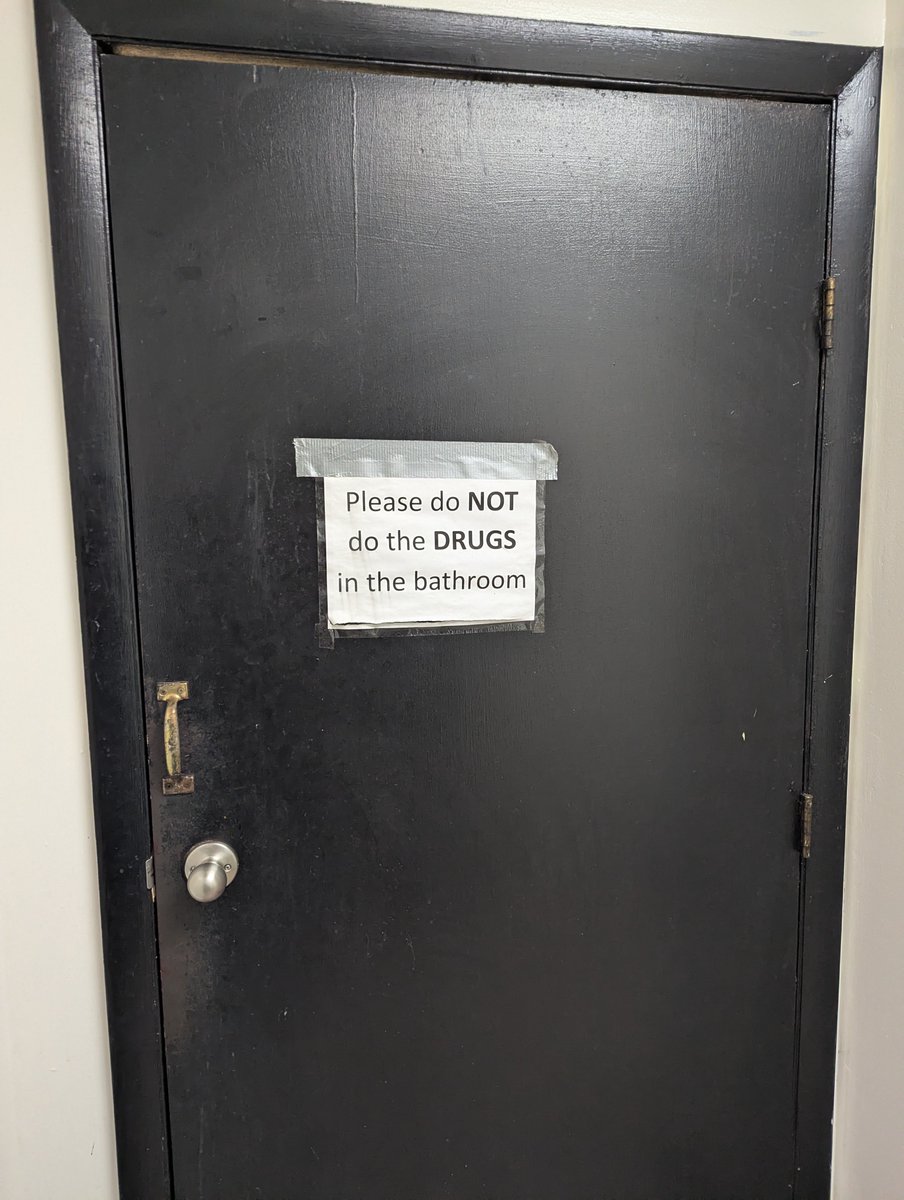 Please do NOT
do the DRUGS
in the bathroom